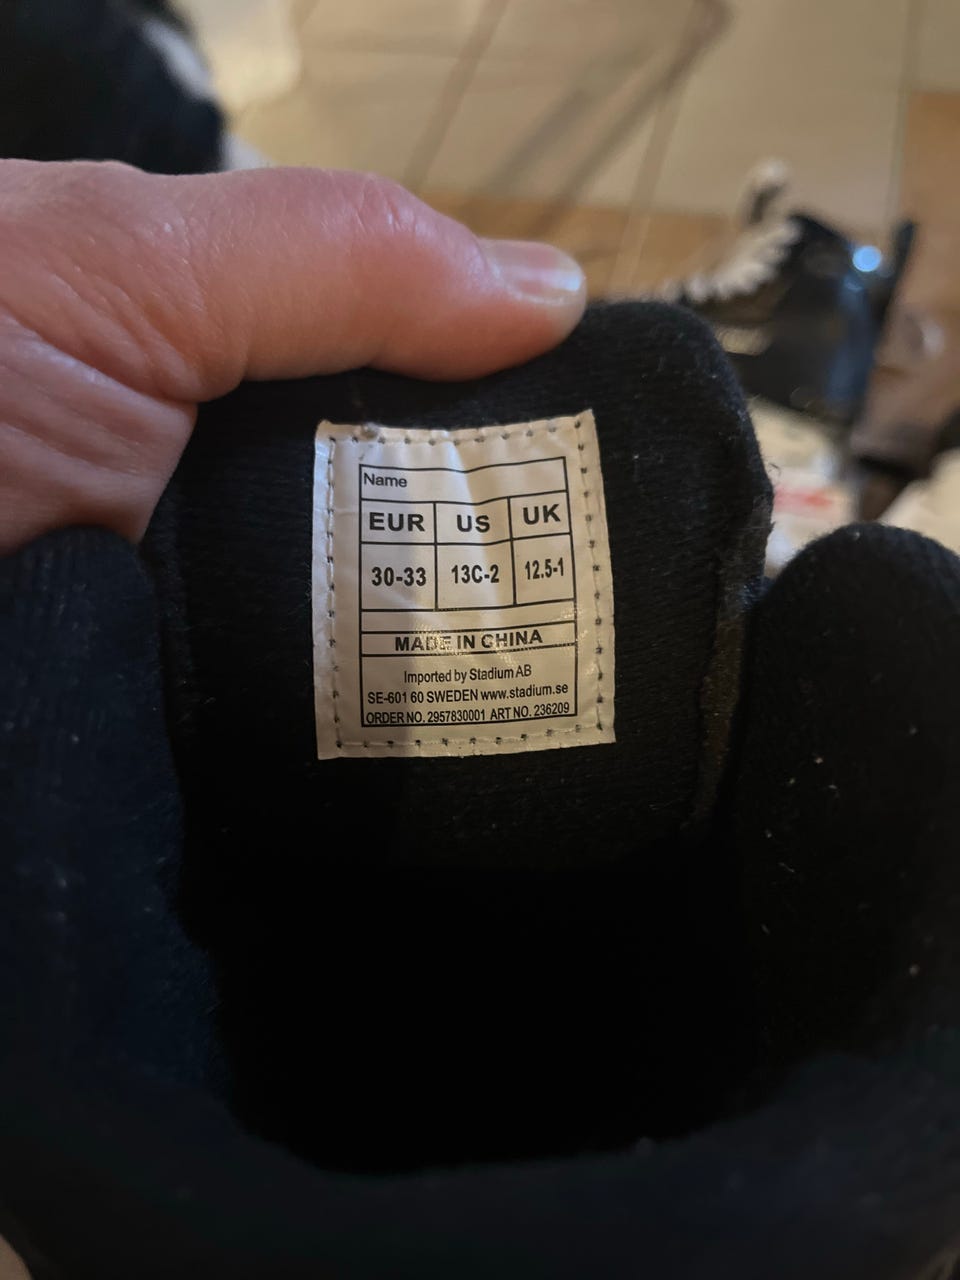 Name
EUR US UK
30-33 13C-2 12.5-1
MADE IN CHINA
Imported by Stadium AB
SE-601 60 SWEDEN www.stadium.se
ORDER NO. 2957830001 ART NO. 236209